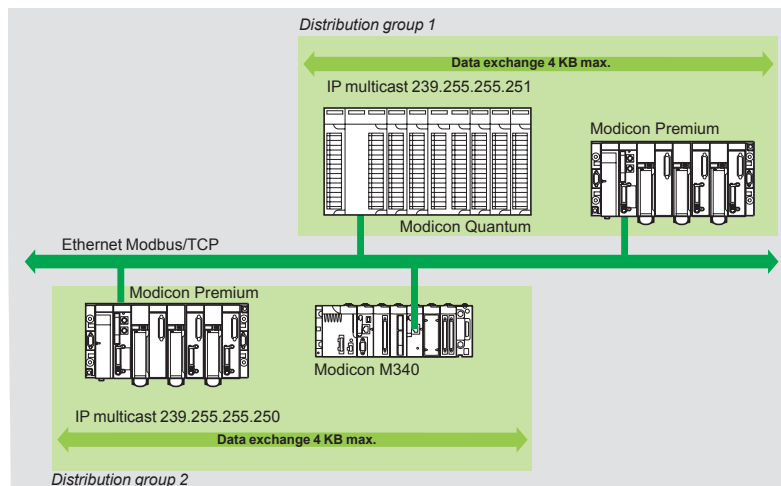 Distribution group 1
Data exchange 4 KB max.
IP multicast 239.255.255.251
Modicon Premium
Modicon Quantum
Ethernet Modbus/TCP
Modicon Premium
Modicon M340
IP multicast 239.255.255.250
Data exchange 4 KB max.
Distribution group 2